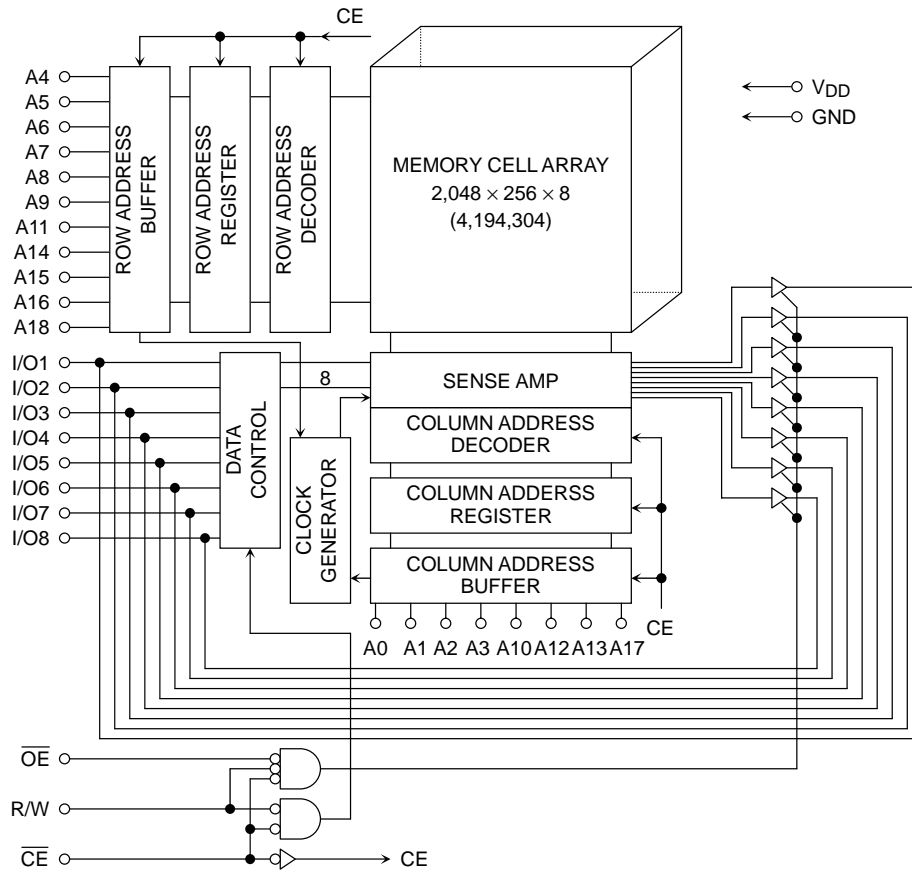 CE
A4
A5
A6
A7
A8
A9
A11
A14
A15
A16
A18
ROW ADDRESS
BUFFER
ROW ADDRESS
REGISTER
ROW ADDRESS
DECODER
MEMORY CELL ARRAY
2,048 × 256 × 8
(4,194,304)
VDD
GND
I/O1
I/O2
I/O3
I/O4
I/O5
I/O6
I/O7
I/O8
DATA
CONTROL
8
CLOCK
GENERATOR
SENSE AMP
COLUMN ADDRESS
DECODER
COLUMN ADDERSS
REGISTER
COLUMN ADDRESS
BUFFER
CE
A0 A1 A2 A3 A10 A12 A13 A17
O̅E̅
R/W
C̅E̅
CE